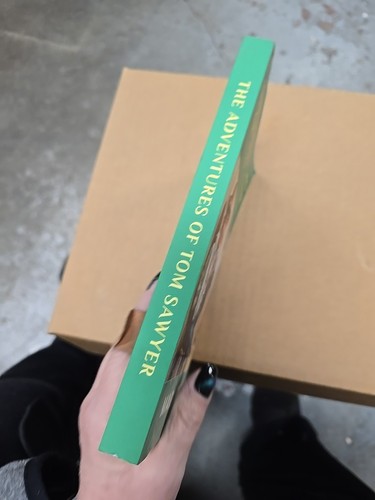 THE ADVENTURES OF TOM SAWYER